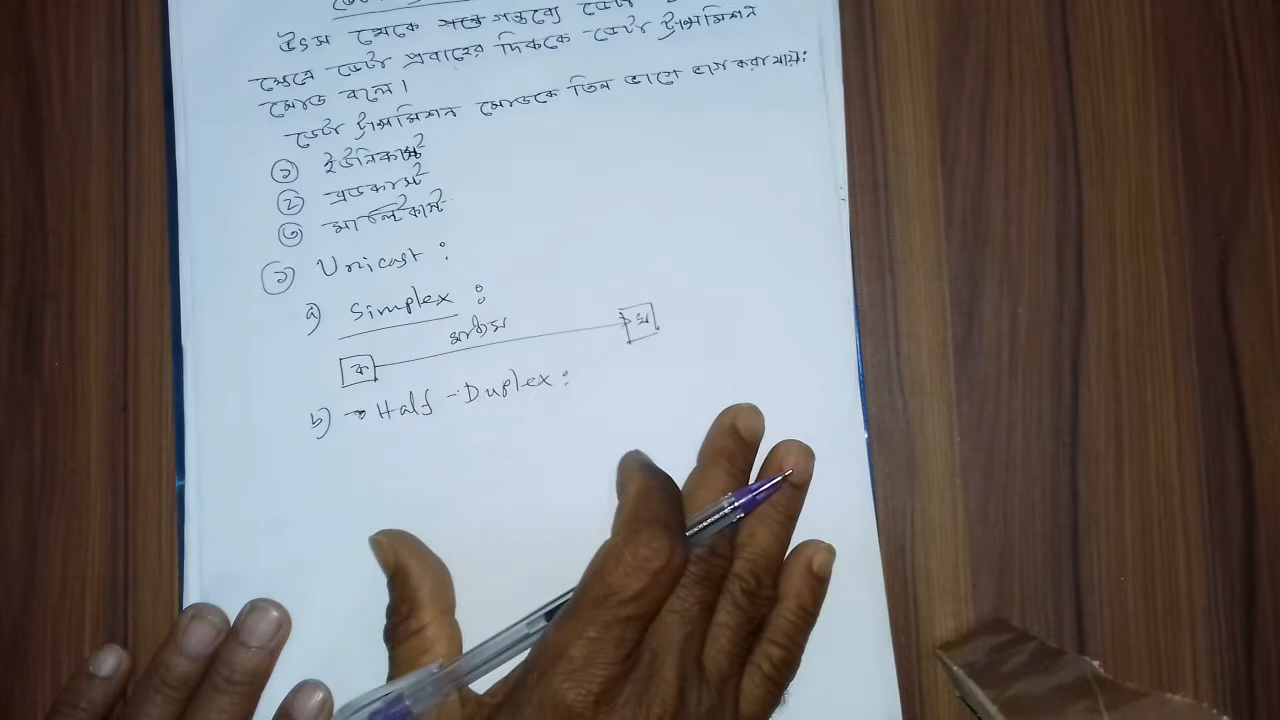 উৎস থেকে গন্তব্যে ডেটা
ক্ষেত্রে ডেটা প্রবাহের দিককে ডেটা ট্রান্সমিশন
মোড বলে।
ডেটা ট্রান্সমিশন মোডকে তিন ভাগে ভাগ করা যায়:
১ ইউনিকাস্ট
২ ব্রডকাস্ট
৩ মাল্টিকাস্ট
১ Unicast :
a) Simplex :
ক খ
b) Half-Duplex: